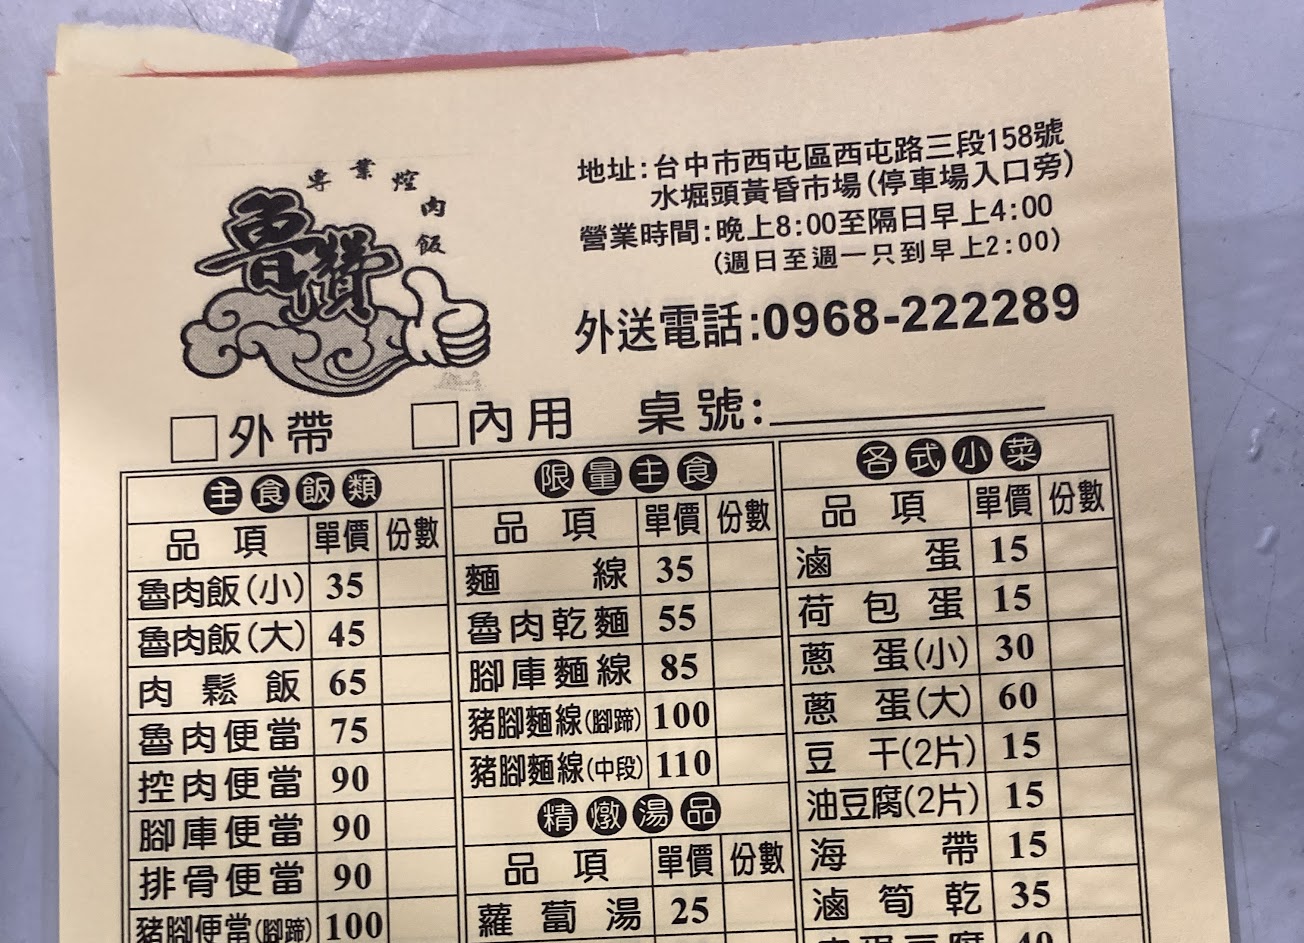 專業焢肉飯
魯讚
地址:台中市西屯區西屯路三段158號
水堀頭黃昏市場(停車場入口旁)
營業時間:晚上8:00至隔日早上4:00
(週日至週一只到早上2:00)
外送電話:0968-222289
外帶 內用 桌號:
主食飯類
品項 單價 份數
魯肉飯(小) 35
魯肉飯(大) 45
肉鬆飯 65
魯肉便當 75
控肉便當 90
腳庫便當 90
排骨便當 90
豬腳便當(腳蹄) 100
限量主食
品項 單價 份數
麵線 35
魯肉乾麵 55
腳庫麵線 85
豬腳麵線(腳蹄) 100
豬腳麵線(中段) 110
精燉湯品
品項 單價 份數
蘿蔔湯 25
各式小菜
品項 單價 份數
滷蛋 15
荷包蛋 15
蔥蛋(小) 30
蔥蛋(大) 60
豆干(2片) 15
油豆腐(2片) 15
海帶 15
滷筍乾 35
皮蛋豆腐 40